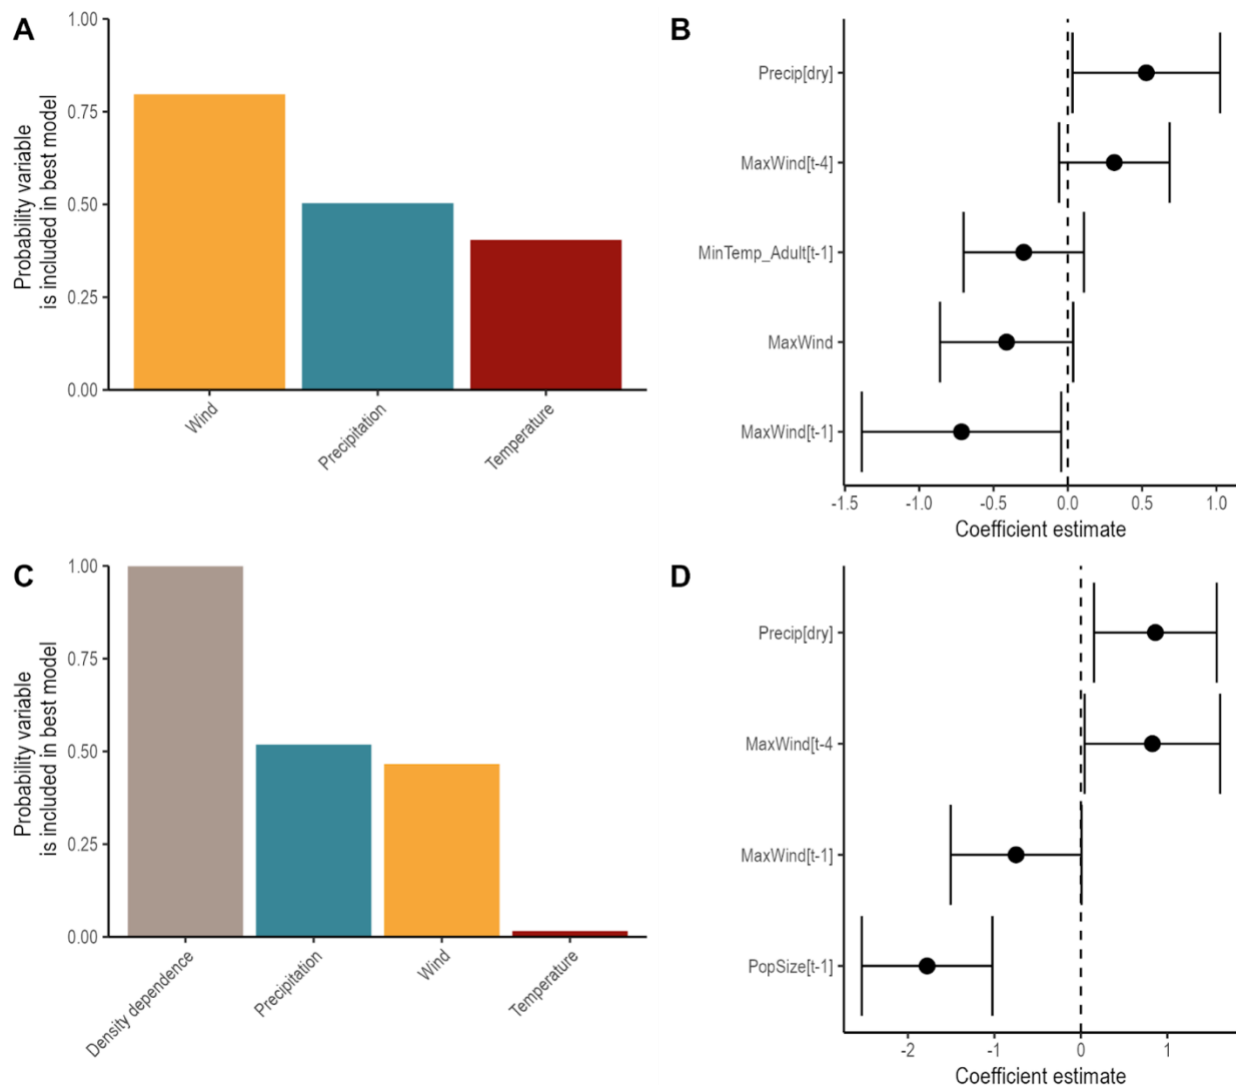 A
Probability variable
is included in best model
1.00
0.75
0.50
0.25
0.00
Wind
Precipitation
Temperature
B
Precip[dry]
MaxWind[t-4]
MinTemp_Adult[t-1]
MaxWind
MaxWind[t-1]
-1.5 -1.0 -0.5 0.0 0.5 1.0
Coefficient estimate
C
Probability variable
is included in best model
1.00
0.75
0.50
0.25
0.00
Density dependence
Precipitation
Wind
Temperature
D
Precip[dry]
MaxWind[t-4
MaxWind[t-1]
PopSize[t-1]
-2 -1 0 1
Coefficient estimate